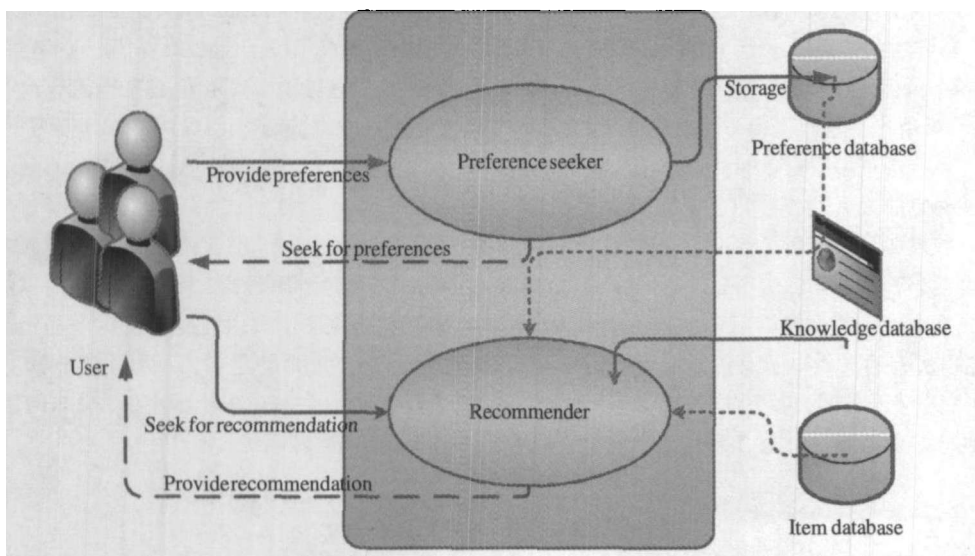 Storage
Preference seeker
Preference database
Provide preferences
Seek for preferences
Knowledge database
User
Recommender
Seek for recommendation
Provide recommendation
Item database